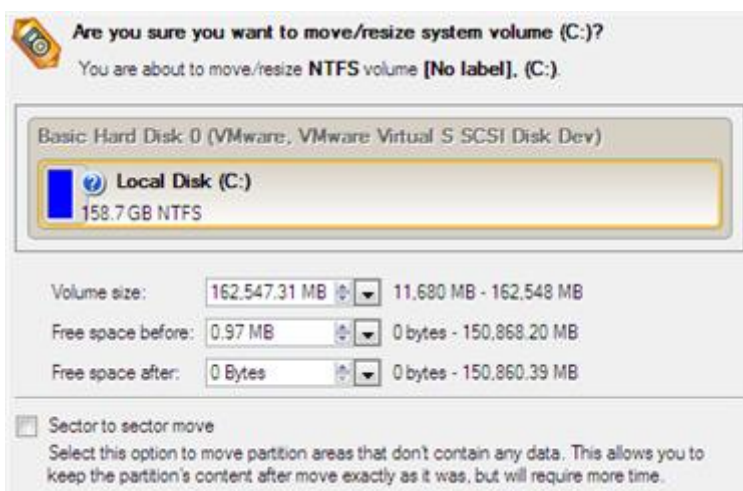 Are you sure you want to move/resize system volume (C:)?
You are about to move/resize NTFS volume [No label], (C:).
Basic Hard Disk 0 (VMware, VMware Virtual S SCSI Disk Dev)
Local Disk (C:)
158.7 GB NTFS
Volume size: 162,547.31 MB 11,680 MB - 162,548 MB
Free space before: 0.97 MB 0 bytes - 150,868.20 MB
Free space after: 0 Bytes 0 bytes - 150,860.39 MB
Sector to sector move
Select this option to move partition areas that don't contain any data. This allows you to
keep the partition's content after move exactly as it was, but will require more time.